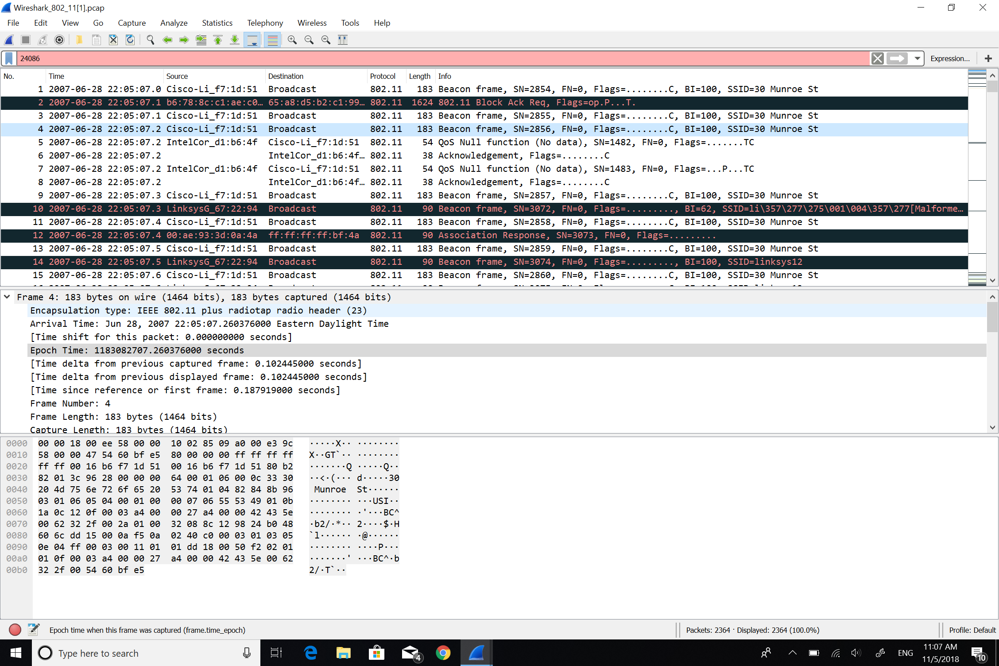 Wireshark_802_11[1].pcap
File Edit View Go Capture Analyze Statistics Telephony Wireless Tools Help
24086 Expression... +
No. Time Source Destination Protocol Length Info
1 2007-06-28 22:05:07.0 Cisco-Li_f7:1d:51 Broadcast 802.11 183 Beacon frame, SN=2854, FN=0, Flags=........C, BI=100, SSID=30 Munroe St
2 2007-06-28 22:05:07.1 b6:78:8c:c1:ae:c0… 65:a8:d5:b2:c1:99… 802.11 1624 802.11 Block Ack Req, Flags=op.P...T.
3 2007-06-28 22:05:07.1 Cisco-Li_f7:1d:51 Broadcast 802.11 183 Beacon frame, SN=2855, FN=0, Flags=........C, BI=100, SSID=30 Munroe St
4 2007-06-28 22:05:07.2 Cisco-Li_f7:1d:51 Broadcast 802.11 183 Beacon frame, SN=2856, FN=0, Flags=........C, BI=100, SSID=30 Munroe St
5 2007-06-28 22:05:07.2 IntelCor_d1:b6:4f Cisco-Li_f7:1d:51 802.11 54 QoS Null function (No data), SN=1482, FN=0, Flags=.......TC
6 2007-06-28 22:05:07.2 IntelCor_d1:b6:4f… 802.11 38 Acknowledgement, Flags=........C
7 2007-06-28 22:05:07.2 IntelCor_d1:b6:4f Cisco-Li_f7:1d:51 802.11 54 QoS Null function (No data), SN=1483, FN=0, Flags=...P...TC
8 2007-06-28 22:05:07.2 IntelCor_d1:b6:4f… 802.11 38 Acknowledgement, Flags=........C
9 2007-06-28 22:05:07.3 Cisco-Li_f7:1d:51 Broadcast 802.11 183 Beacon frame, SN=2857, FN=0, Flags=........C, BI=100, SSID=30 Munroe St
10 2007-06-28 22:05:07.3 LinksysG_67:22:94 Broadcast 802.11 90 Beacon frame, SN=3072, FN=0, Flags=........., BI=62, SSID=li\357\277\275\001\004\357\277[Malforme…
11 2007-06-28 22:05:07.4 Cisco-Li_f7:1d:51 Broadcast 802.11 183 Beacon frame, SN=2858, FN=0, Flags=........C, BI=100, SSID=30 Munroe St
12 2007-06-28 22:05:07.4 00:ae:93:3d:0a:4a ff:ff:ff:ff:bf:4a 802.11 90 Association Response, SN=3073, FN=0, Flags=.........
13 2007-06-28 22:05:07.5 Cisco-Li_f7:1d:51 Broadcast 802.11 183 Beacon frame, SN=2859, FN=0, Flags=........C, BI=100, SSID=30 Munroe St
14 2007-06-28 22:05:07.5 LinksysG_67:22:94 Broadcast 802.11 90 Beacon frame, SN=3074, FN=0, Flags=........., BI=100, SSID=linksys12
15 2007-06-28 22:05:07.6 Cisco-Li_f7:1d:51 Broadcast 802.11 183 Beacon frame, SN=2860, FN=0, Flags=........C, BI=100, SSID=30 Munroe St
Frame 4: 183 bytes on wire (1464 bits), 183 bytes captured (1464 bits)
Encapsulation type: IEEE 802.11 plus radiotap radio header (23)
Arrival Time: Jun 28, 2007 22:05:07.260376000 Eastern Daylight Time
[Time shift for this packet: 0.000000000 seconds]
Epoch Time: 1183082707.260376000 seconds
[Time delta from previous captured frame: 0.102445000 seconds]
[Time delta from previous displayed frame: 0.102445000 seconds]
[Time since reference or first frame: 0.187919000 seconds]
Frame Number: 4
Frame Length: 183 bytes (1464 bits)
Capture Length: 183 bytes (1464 bits)
0000 00 00 18 00 ee 58 00 00 10 02 85 09 a0 00 e3 9c ·····X·· ········
0010 58 00 00 47 54 60 bf e5 80 00 00 00 ff ff ff ff X··GT`·· ········
0020 ff ff 00 16 b6 f7 1d 51 00 16 b6 f7 1d 51 80 b2 ·······Q ·····Q··
0030 82 01 3c 96 28 00 00 00 64 00 01 06 00 0c 33 30 ··<·(··· d·····30
0040 20 4d 75 6e 72 6f 65 20 53 74 01 04 82 84 8b 96 Munroe St······
0050 03 01 06 05 04 00 01 00 00 07 06 55 53 49 01 0b ········ ···USI··
0060 1a 0c 12 0f 00 03 a4 00 00 27 a4 00 00 42 43 5e ········ ·'···BC^
0070 00 62 32 2f 00 2a 01 00 32 08 8c 12 98 24 b0 48 ·b2/·*·· 2····$·H
0080 60 6c dd 15 00 0a f5 0a 02 40 c0 00 03 01 03 05 `l······ ·@······
0090 0e 04 ff 00 03 00 11 01 01 dd 18 00 50 f2 02 01 ········ ····P···
00a0 01 0f 00 03 a4 00 00 27 a4 00 00 42 43 5e 00 62 ·······' ···BC^·b
00b0 32 2f 00 54 60 bf e5 2/·T`··
Epoch time when this frame was captured (frame.time_epoch) Packets: 2364 · Displayed: 2364 (100.0%) Profile: Default
Type here to search 4 ENG 11:07 AM 10
11/5/2018